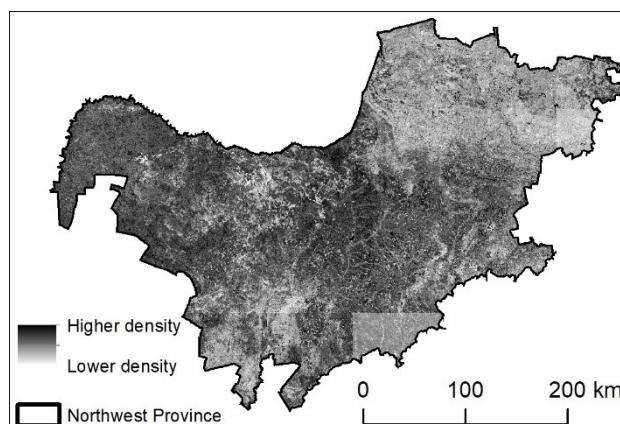 Higher density
Lower density
Northwest Province
0 100 200 km